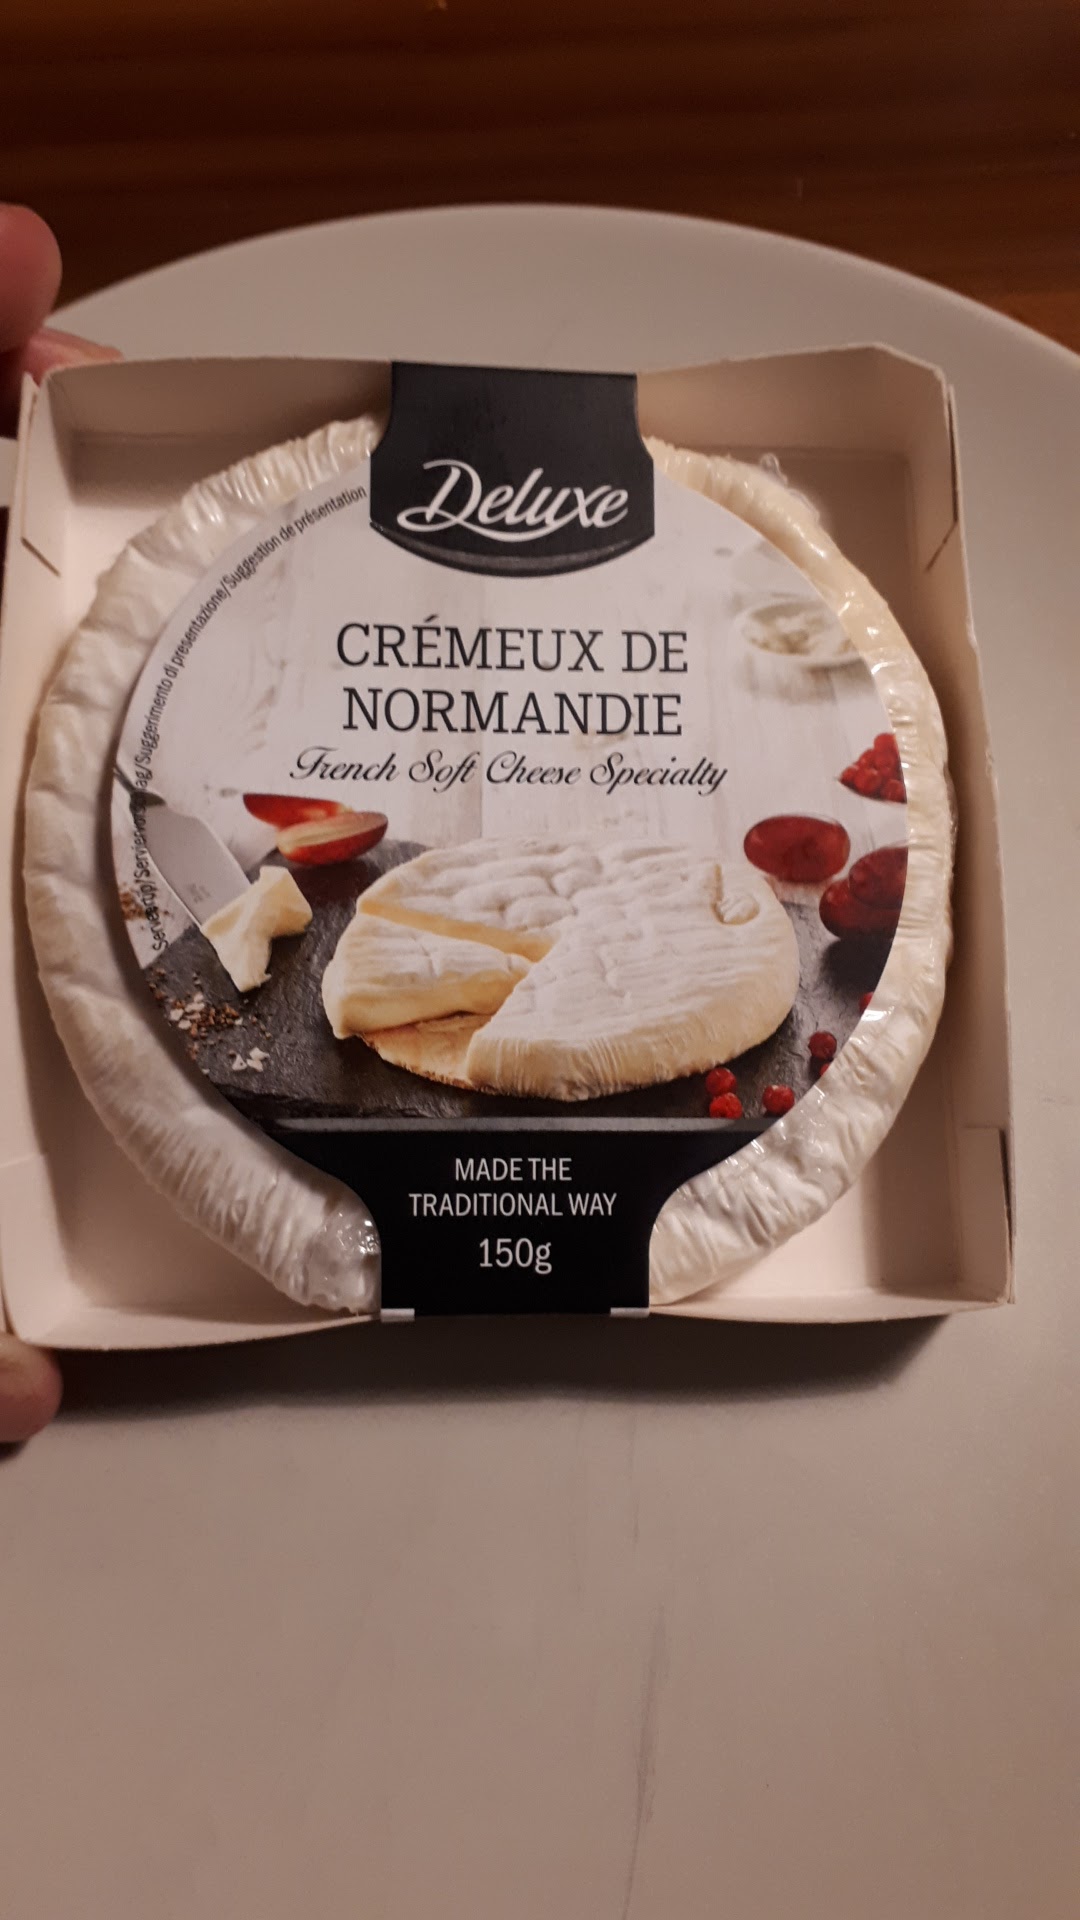 Deluxe
CRÉMEUX DE
NORMANDIE
French Soft Cheese Specialty
/Suggerimento di presentazione/Suggestion de présentation
MADE THE
TRADITIONAL WAY
150g